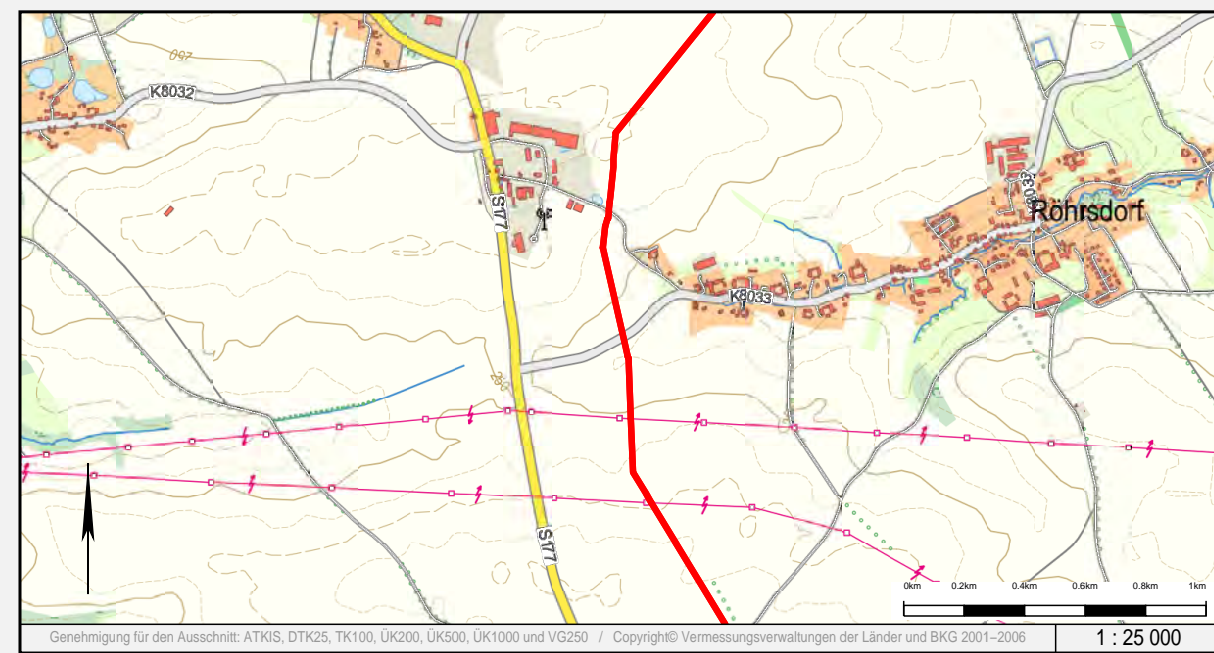 097
K8032
S177
8033
Röhrsdorf
K8033
S177
0km 0.2km 0.4km 0.6km 0.8km 1km
Genehmigung für den Ausschnitt: ATKIS, DTK25, TK100, ÜK200, ÜK500, ÜK1000 und VG250 / Copyright© Vermessungsverwaltungen der Länder und BKG 2001–2006
1 : 25 000